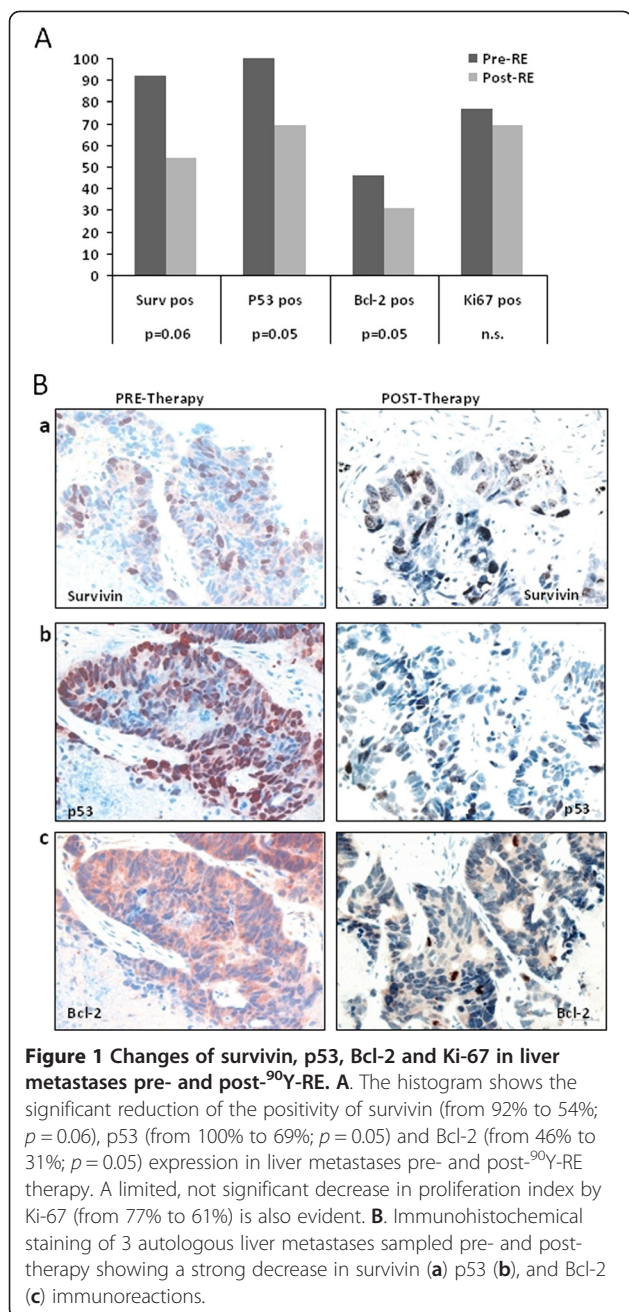 A
100
90
80
70
60
50
40
30
20
10
0
Pre-RE
Post-RE
Surv pos P53 pos Bcl-2 pos Ki67 pos
p=0.06 p=0.05 p=0.05 n.s.
B
PRE-Therapy POST-Therapy
a
Survivin Survivin
b
p53 p53
c
Bcl-2 Bcl-2
Figure 1 Changes of survivin, p53, Bcl-2 and Ki-67 in liver
metastases pre- and post-⁹⁰Y-RE. A. The histogram shows the
significant reduction of the positivity of survivin (from 92% to 54%;
p = 0.06), p53 (from 100% to 69%; p = 0.05) and Bcl-2 (from 46% to
31%; p = 0.05) expression in liver metastases pre- and post-⁹⁰Y-RE
therapy. A limited, not significant decrease in proliferation index by
Ki-67 (from 77% to 61%) is also evident. B. Immunohistochemical
staining of 3 autologous liver metastases sampled pre- and post-
therapy showing a strong decrease in survivin (a) p53 (b), and Bcl-2
(c) immunoreactions.